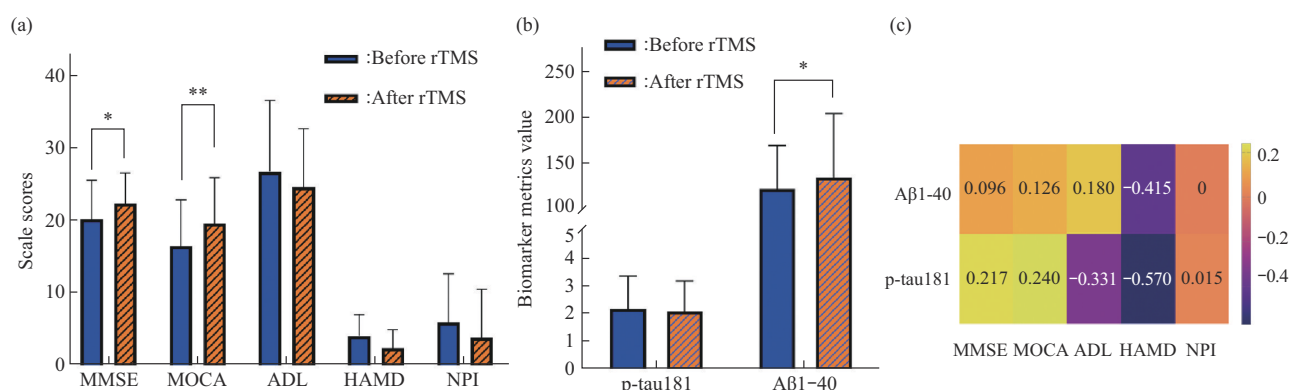 (a)
:Before rTMS
:After rTMS
Scale scores
40
30
20
10
0
*
**
MMSE MOCA ADL HAMD NPI
(b)
:Before rTMS
:After rTMS
Biomarker metrics value
250
200
150
100
5
4
3
2
1
0
*
p-tau181 Aβ1-40
(c)
Aβ1-40 0.096 0.126 0.180 −0.415 0
p-tau181 0.217 0.240 −0.331 −0.570 0.015
MMSE MOCA ADL HAMD NPI
0.2
0
−0.2
−0.4